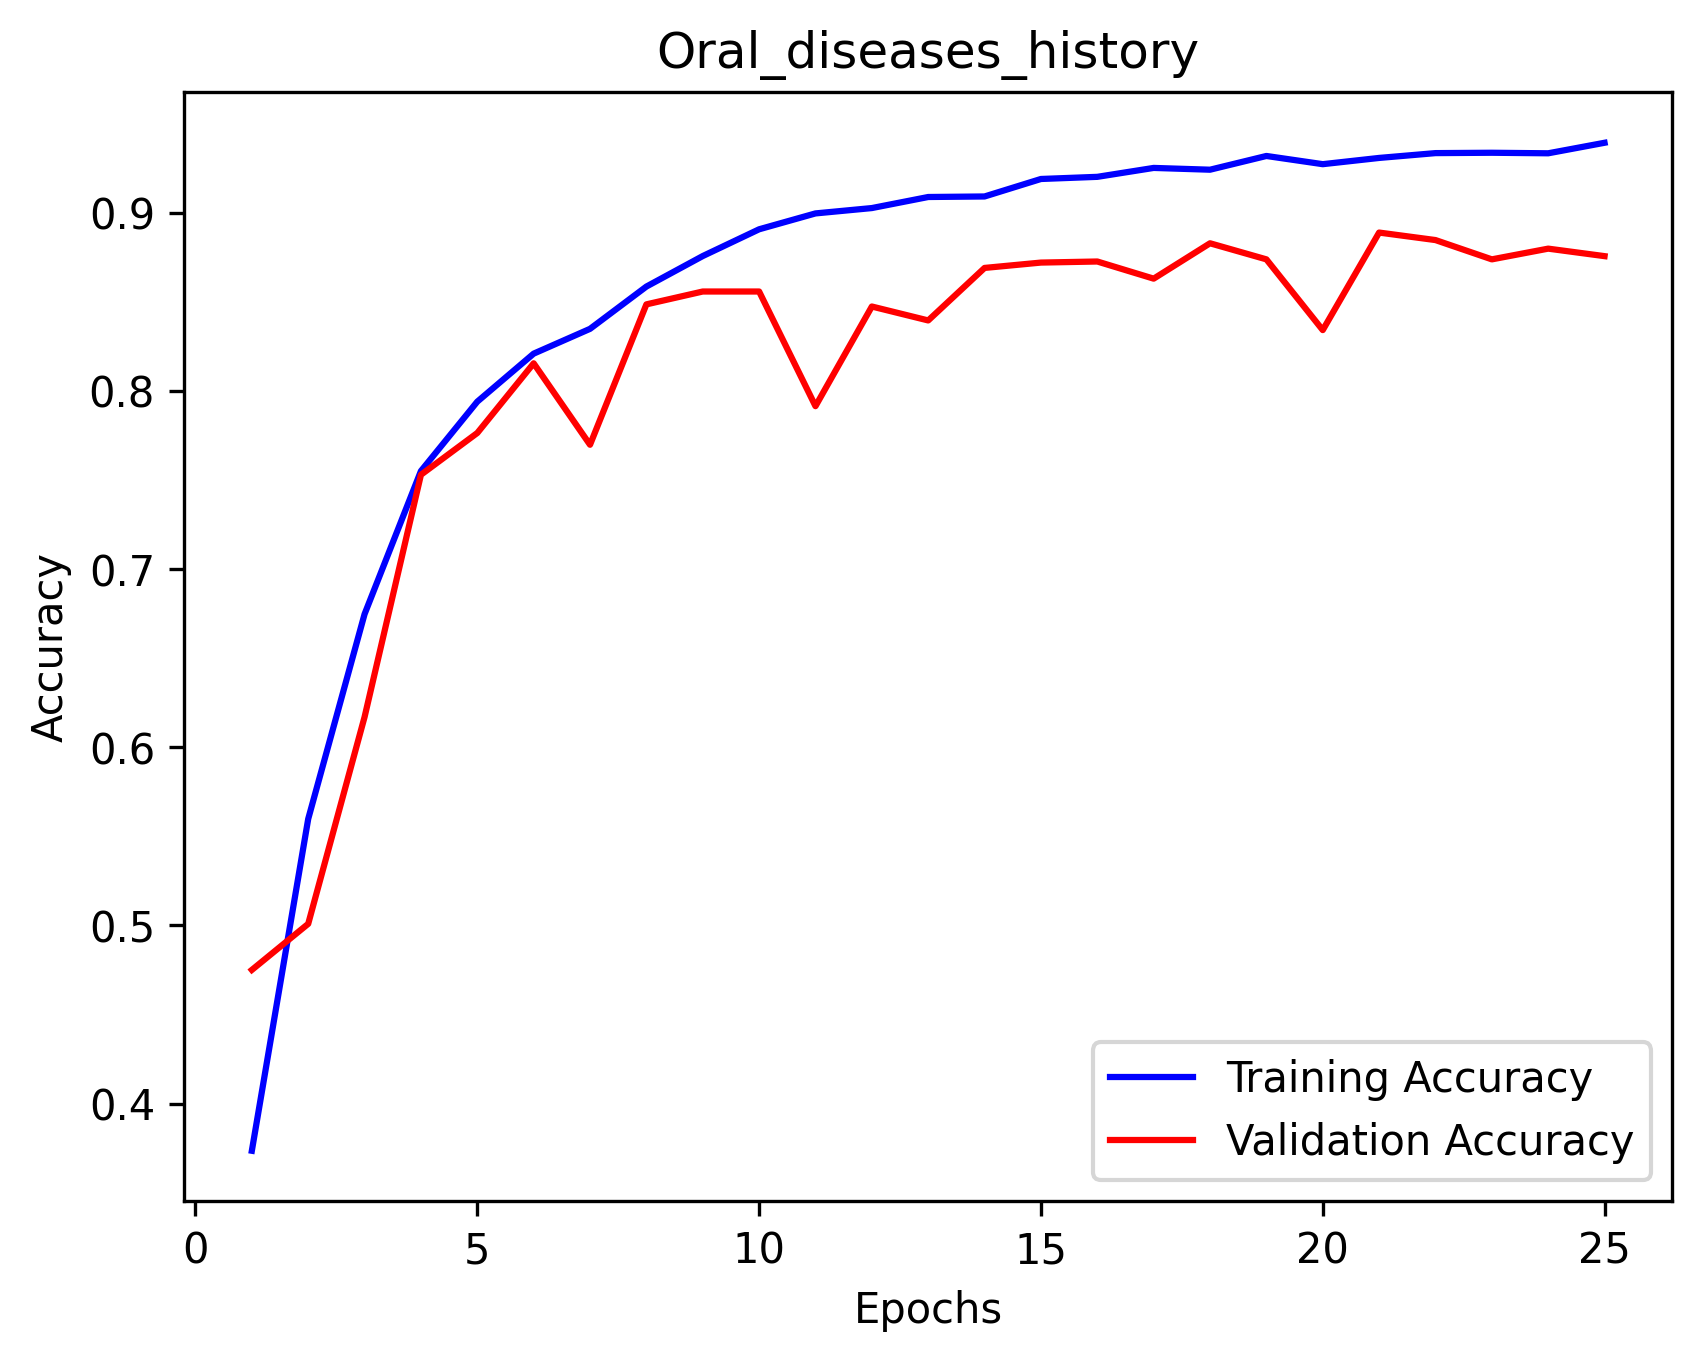 Oral_diseases_history
Accuracy
0.9
0.8
0.7
0.6
0.5
0.4
Training Accuracy
Validation Accuracy
0 5 10 15 20 25
Epochs